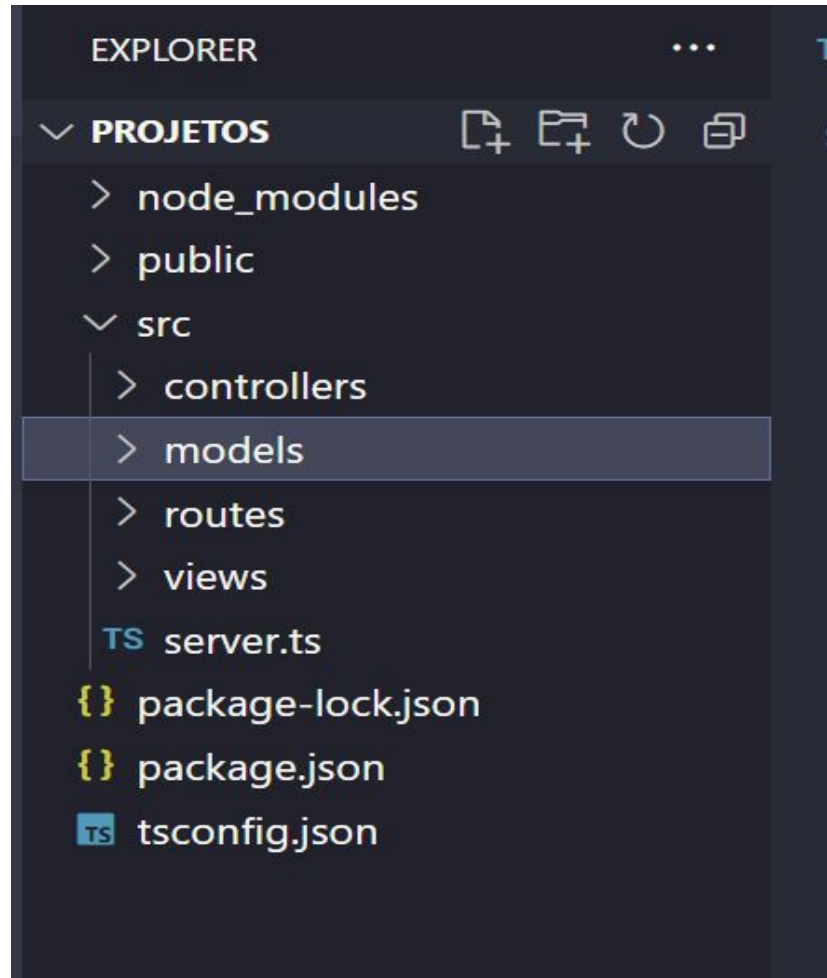 EXPLORER
PROJETOS
node_modules
public
src
controllers
models
routes
views
TS server.ts
{} package-lock.json
{} package.json
TS tsconfig.json